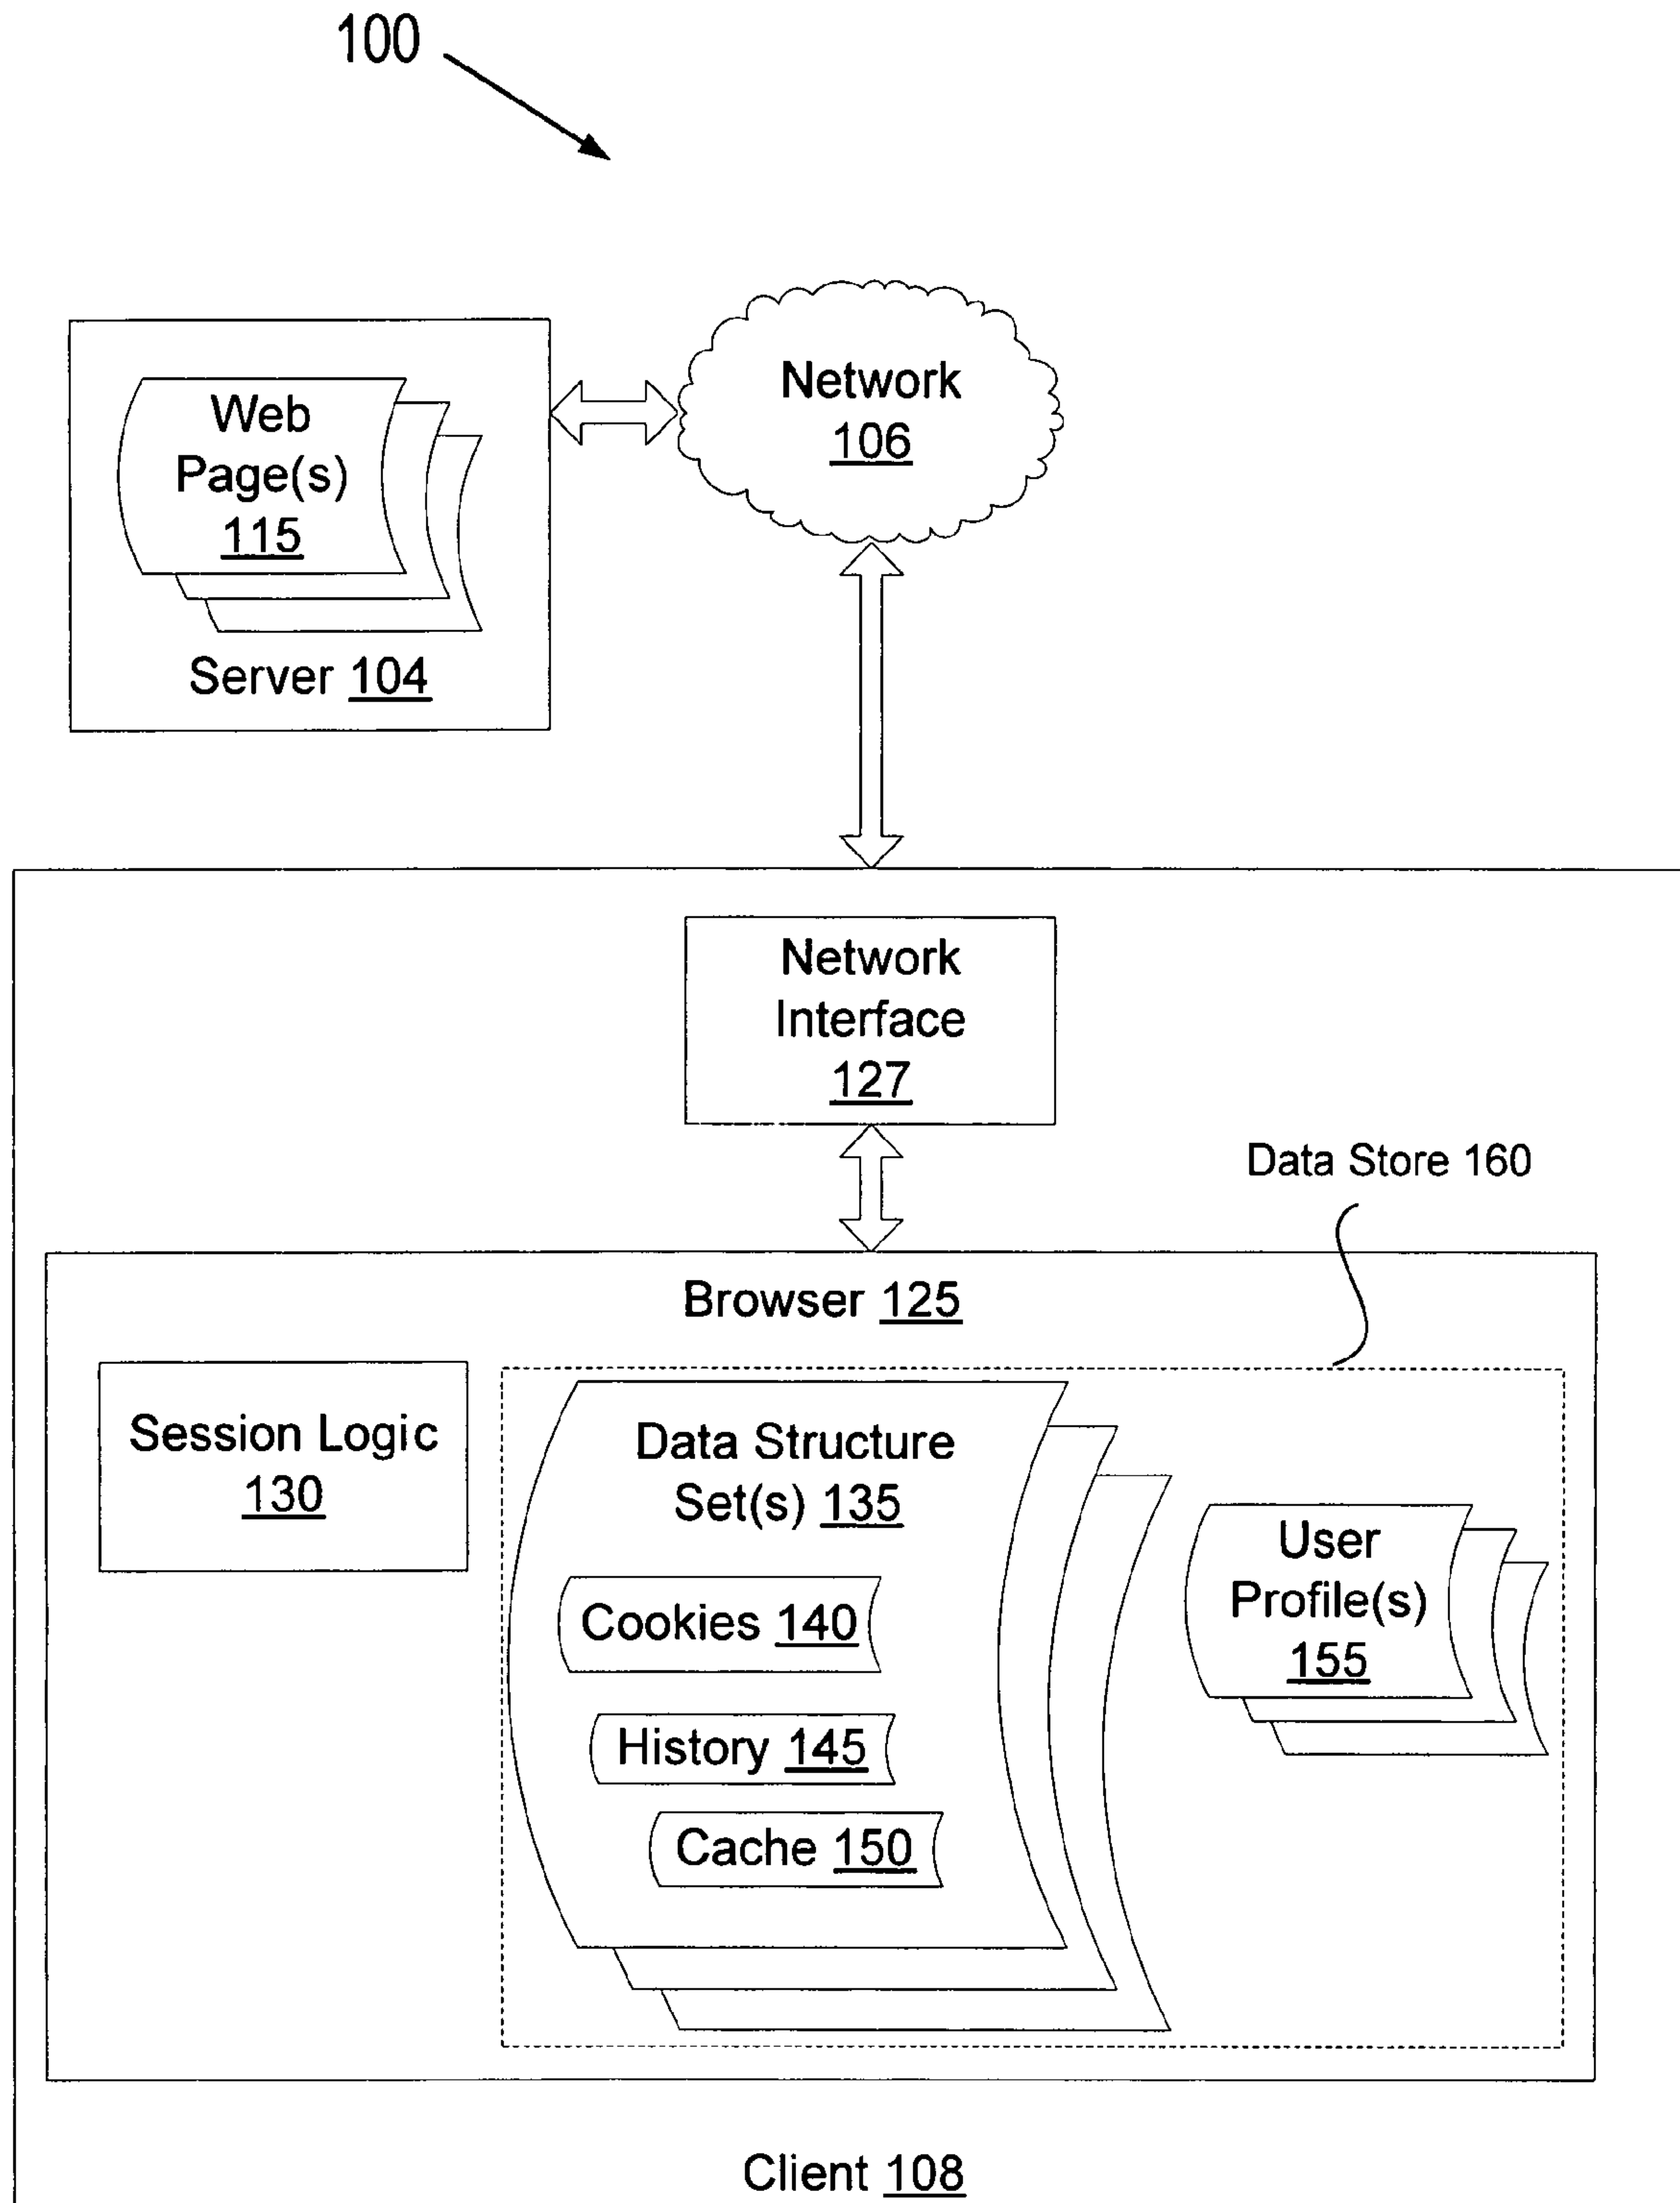 100
Network
106
Web
Page(s)
115
Server 104
Network
Interface
127
Data Store 160
Browser 125
Session Logic
130
Data Structure
Set(s) 135
Cookies 140
History 145
Cache 150
User
Profile(s)
155
Client 108